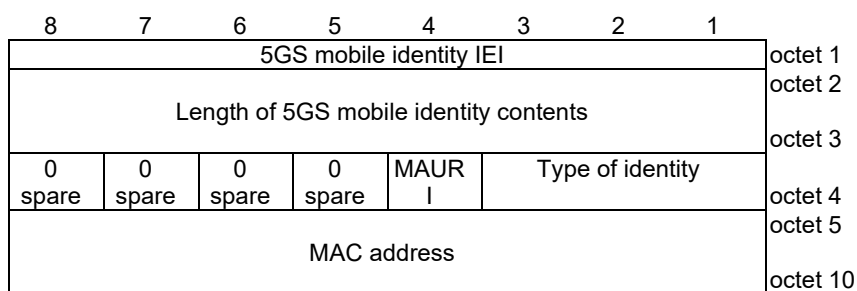 8 7 6 5 4 3 2 1
5GS mobile identity IEI octet 1
octet 2
Length of 5GS mobile identity contents
octet 3
0 0 0 0 MAUR Type of identity
spare spare spare spare I octet 4
octet 5
MAC address
octet 10